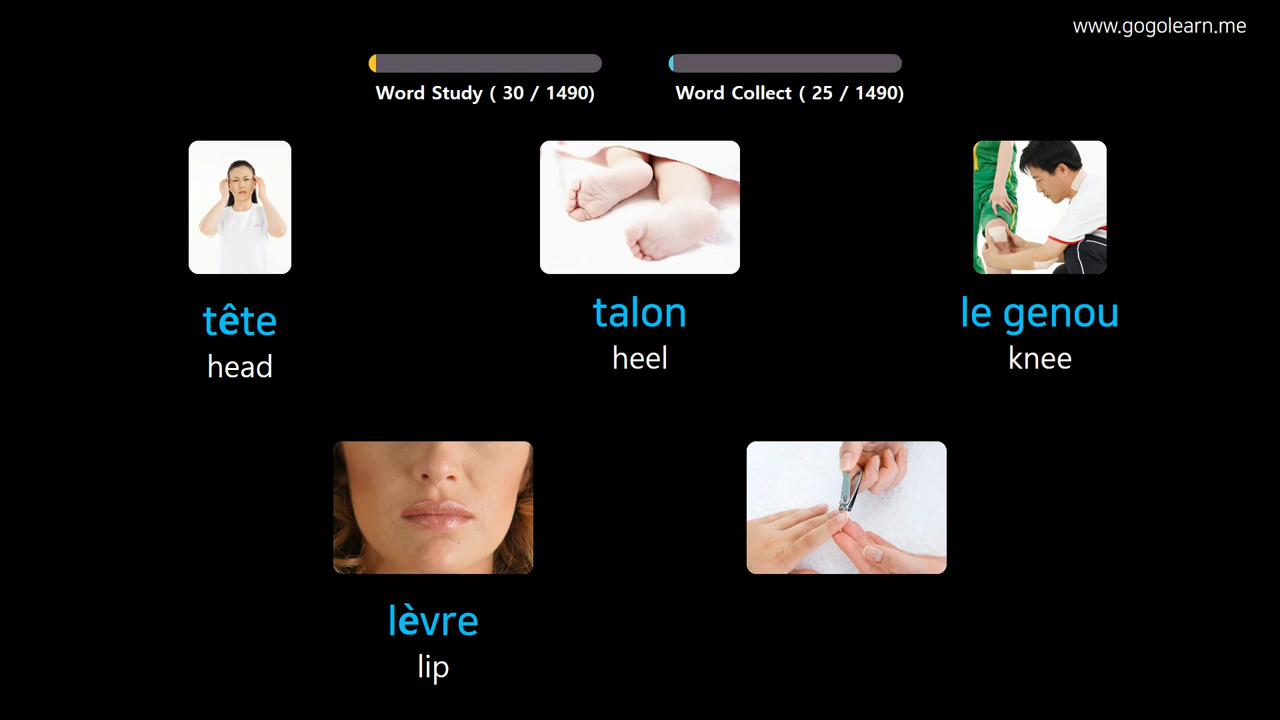 www.gogolearn.me
Word Study ( 30 / 1490)
Word Collect ( 25 / 1490)
tête
head
talon
heel
le genou
knee
lèvre
lip